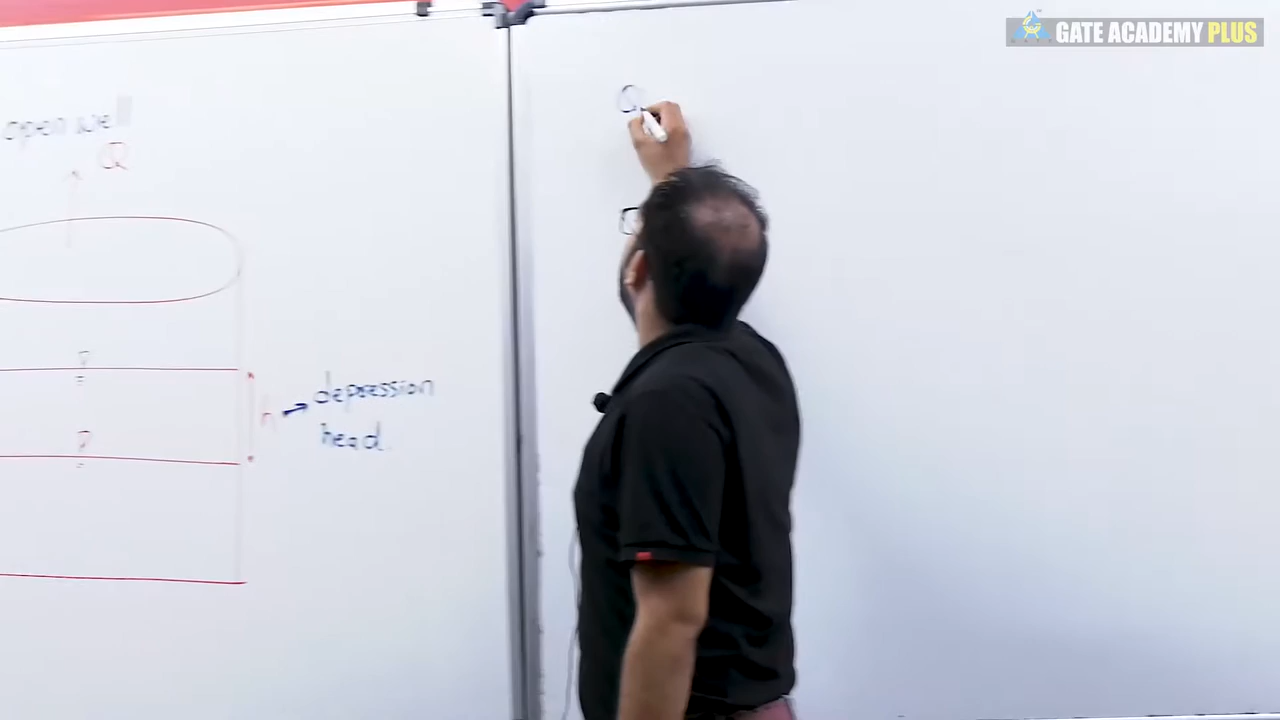 GATE ACADEMY PLUS
open well
Q
h
depression
head.
Q